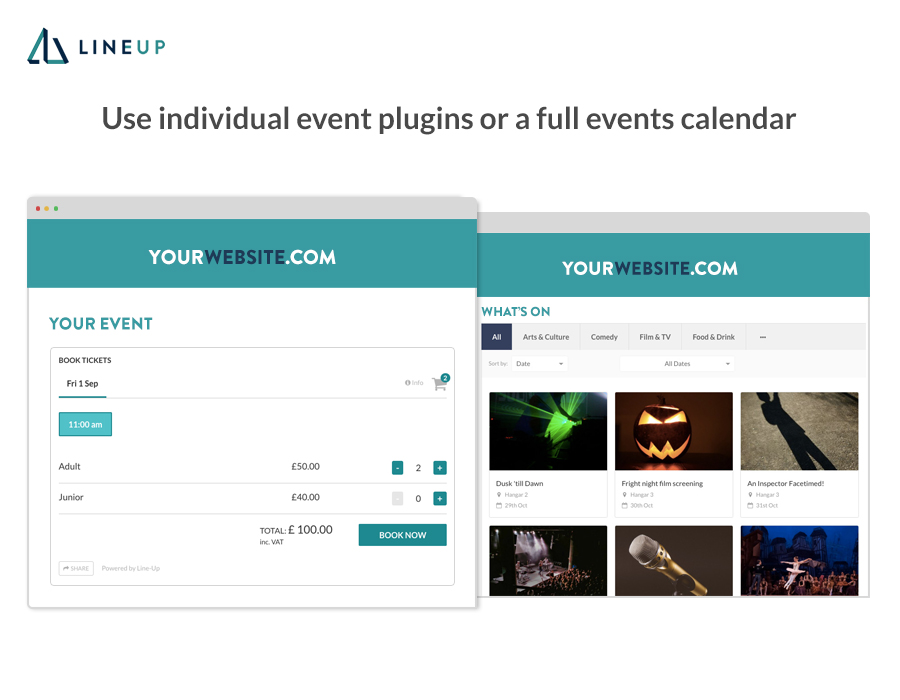 LINEUP
Use individual event plugins or a full events calendar
YOURWEBSITE.COM
YOUR EVENT
BOOK TICKETS
Fri 1 Sep
Info
2
11:00 am
Adult £50.00 - 2 +
Junior £40.00 - 0 +
TOTAL: £ 100.00
inc. VAT
BOOK NOW
SHARE
Powered by Line-Up
YOURWEBSITE.COM
WHAT'S ON
All Arts & Culture Comedy Film & TV Food & Drink •••
Sort by: Date All Dates
Dusk 'till Dawn
Hangar 2
29th Oct
Fright night film screening
Hangar 3
30th Oct
An Inspector Facetimed!
Hangar 3
31st Oct